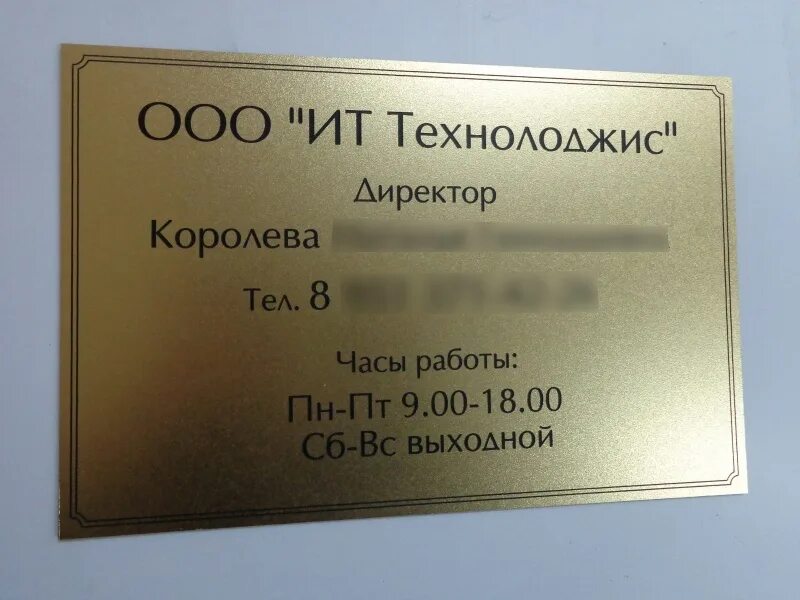 ООО "ИТ Технолоджис"
Директор
Королева
Тел. 8
Часы работы:
Пн-Пт 9.00-18.00
Сб-Вс выходной